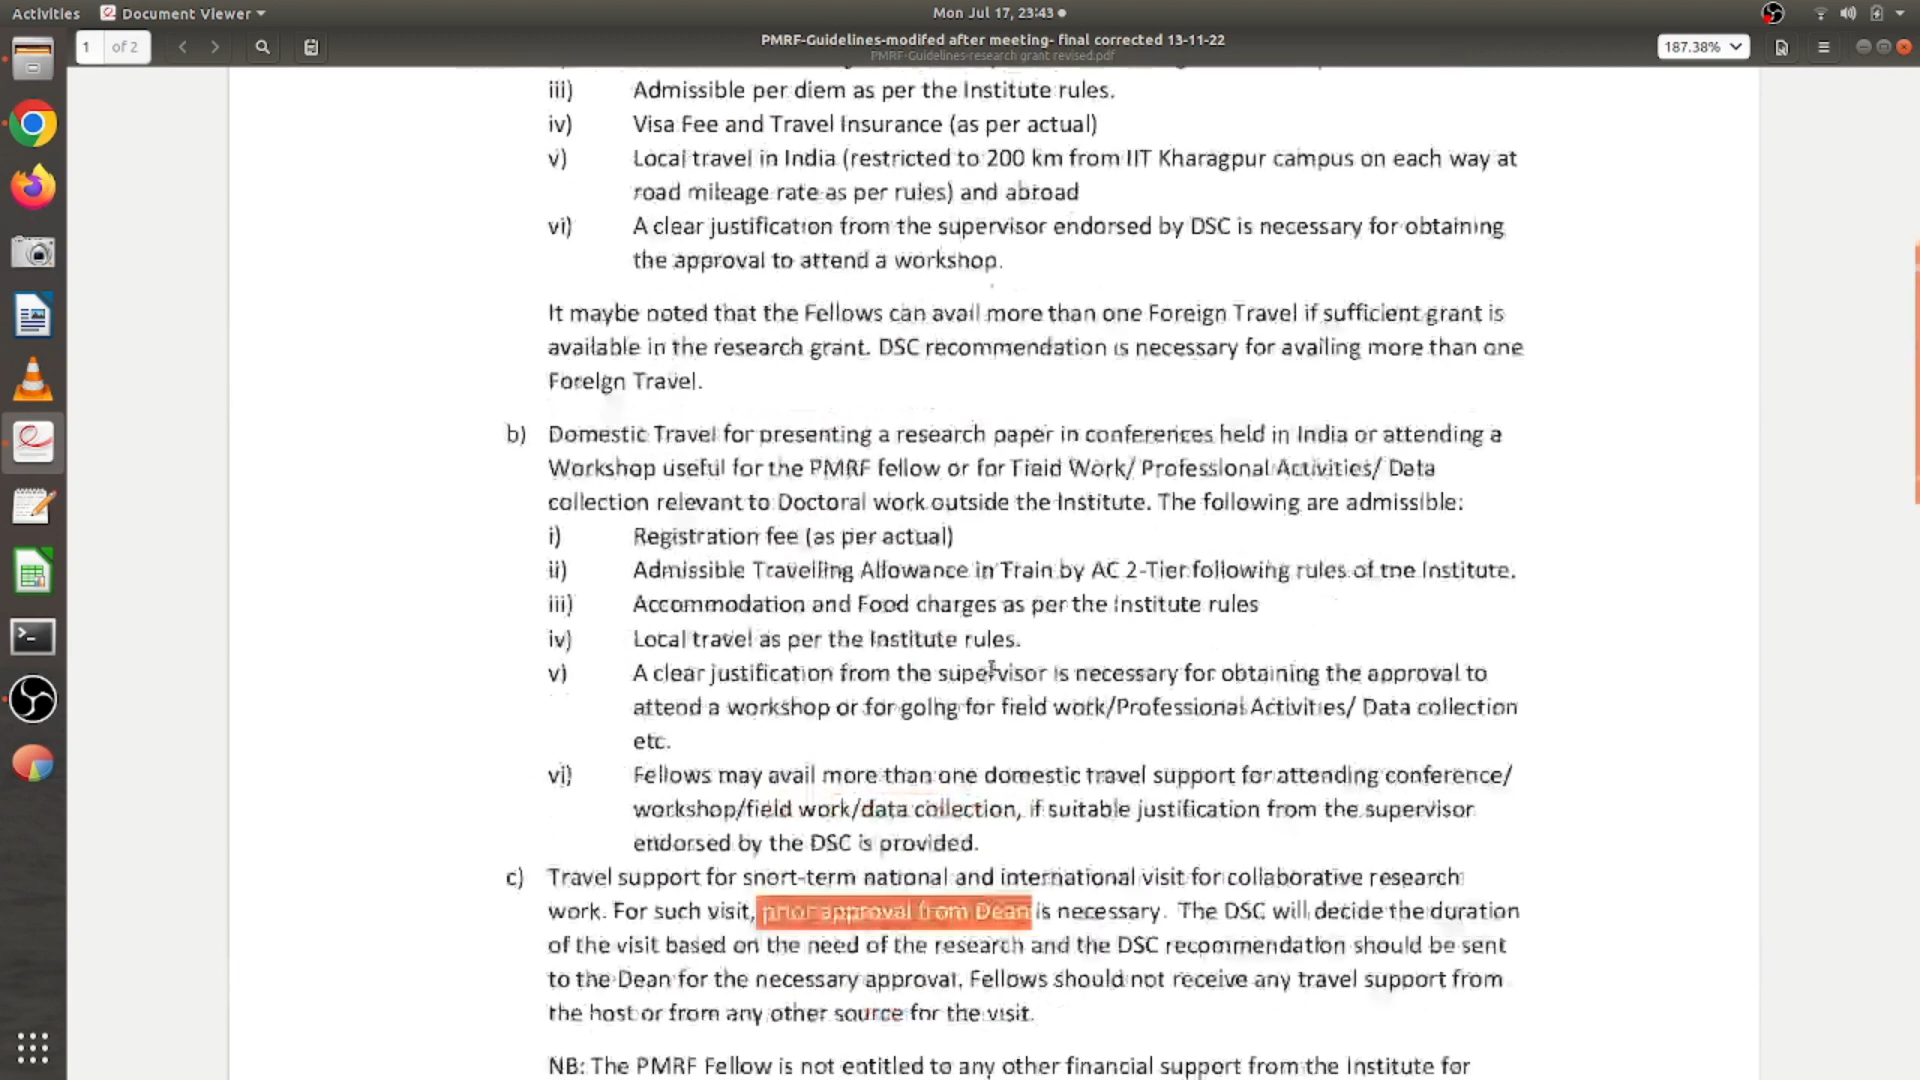 Activities Document Viewer Mon Jul 17, 23:43
1 of 2 PMRF-Guidelines-modifed after meeting- final corrected 13-11-22 187.38%
PMRF-Guidelines-research grant revised.pdf
iii) Admissible per diem as per the Institute rules.
iv) Visa Fee and Travel Insurance (as per actual)
v) Local travel in India (restricted to 200 km from IIT Kharagpur campus on each way at
road mileage rate as per rules) and abroad
vi) A clear justification from the supervisor endorsed by DSC is necessary for obtaining
the approval to attend a workshop.
It maybe noted that the Fellows can avail more than one Foreign Travel if sufficient grant is
available in the research grant. DSC recommendation is necessary for availing more than one
Foreign Travel.
b) Domestic Travel for presenting a research paper in conferences held in India or attending a
Workshop useful for the PMRF fellow or for Field Work/ Professional Activities/ Data
collection relevant to Doctoral work outside the Institute. The following are admissible:
i) Registration fee (as per actual)
ii) Admissible Travelling Allowance in Train by AC 2-Tier following rules of the Institute.
iii) Accommodation and Food charges as per the Institute rules
iv) Local travel as per the Institute rules.
v) A clear justification from the supervisor is necessary for obtaining the approval to
attend a workshop or for going for field work/Professional Activities/ Data collection
etc.
vi) Fellows may avail more than one domestic travel support for attending conference/
workshop/field work/data collection, if suitable justification from the supervisor
endorsed by the DSC is provided.
c) Travel support for short-term national and international visit for collaborative research
work. For such visit, prior approval from Dean is necessary. The DSC will decide the duration
of the visit based on the need of the research and the DSC recommendation should be sent
to the Dean for the necessary approval. Fellows should not receive any travel support from
the host or from any other source for the visit.
NB: The PMRF Fellow is not entitled to any other financial support from the Institute for